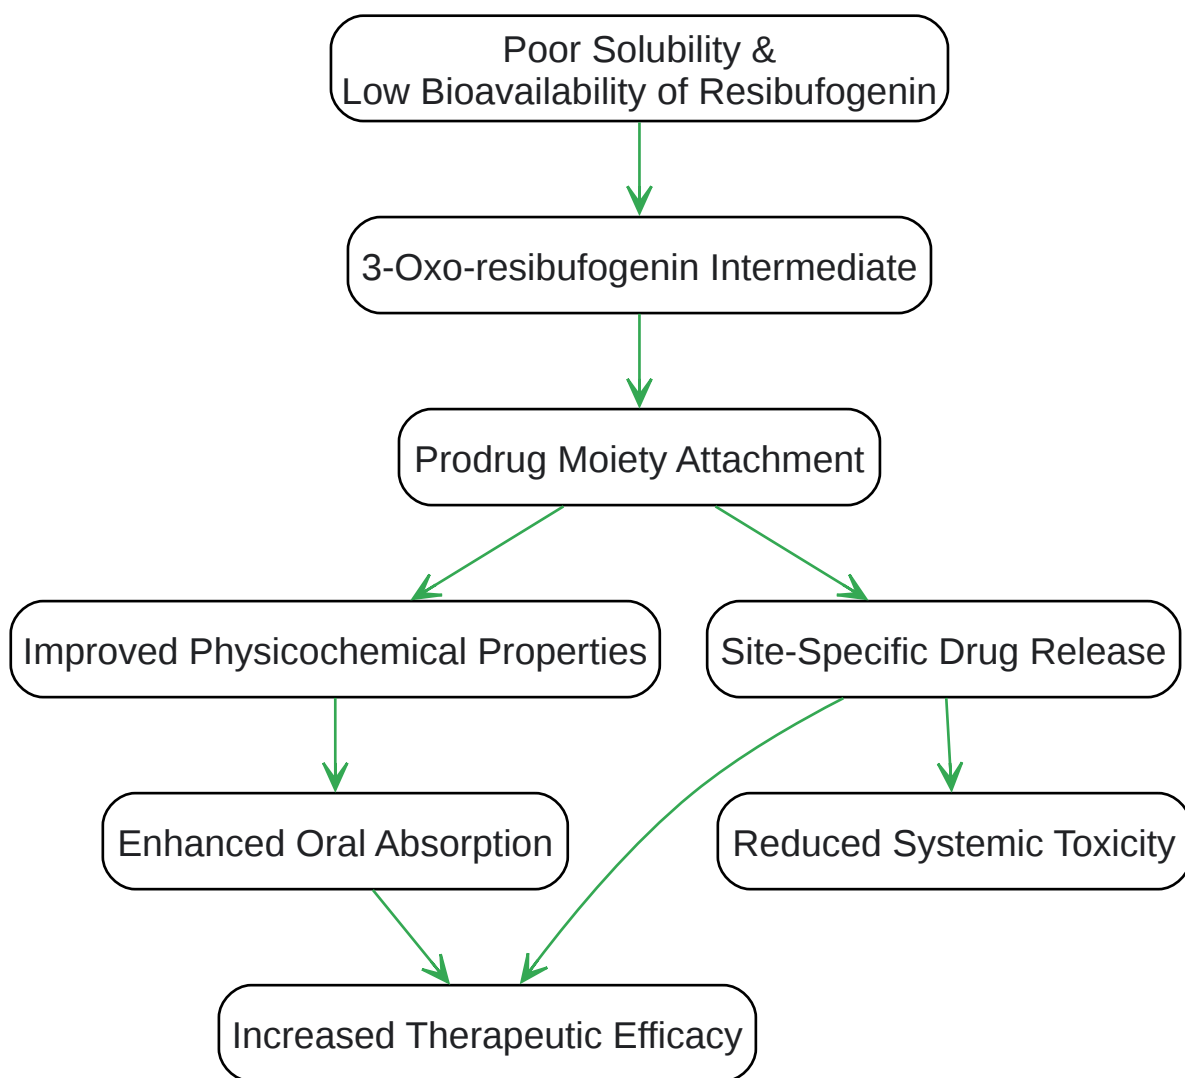 Poor Solubility &
Low Bioavailability of Resibufogenin
3-Oxo-resibufogenin Intermediate
Prodrug Moiety Attachment
Improved Physicochemical Properties
Site-Specific Drug Release
Enhanced Oral Absorption
Reduced Systemic Toxicity
Increased Therapeutic Efficacy